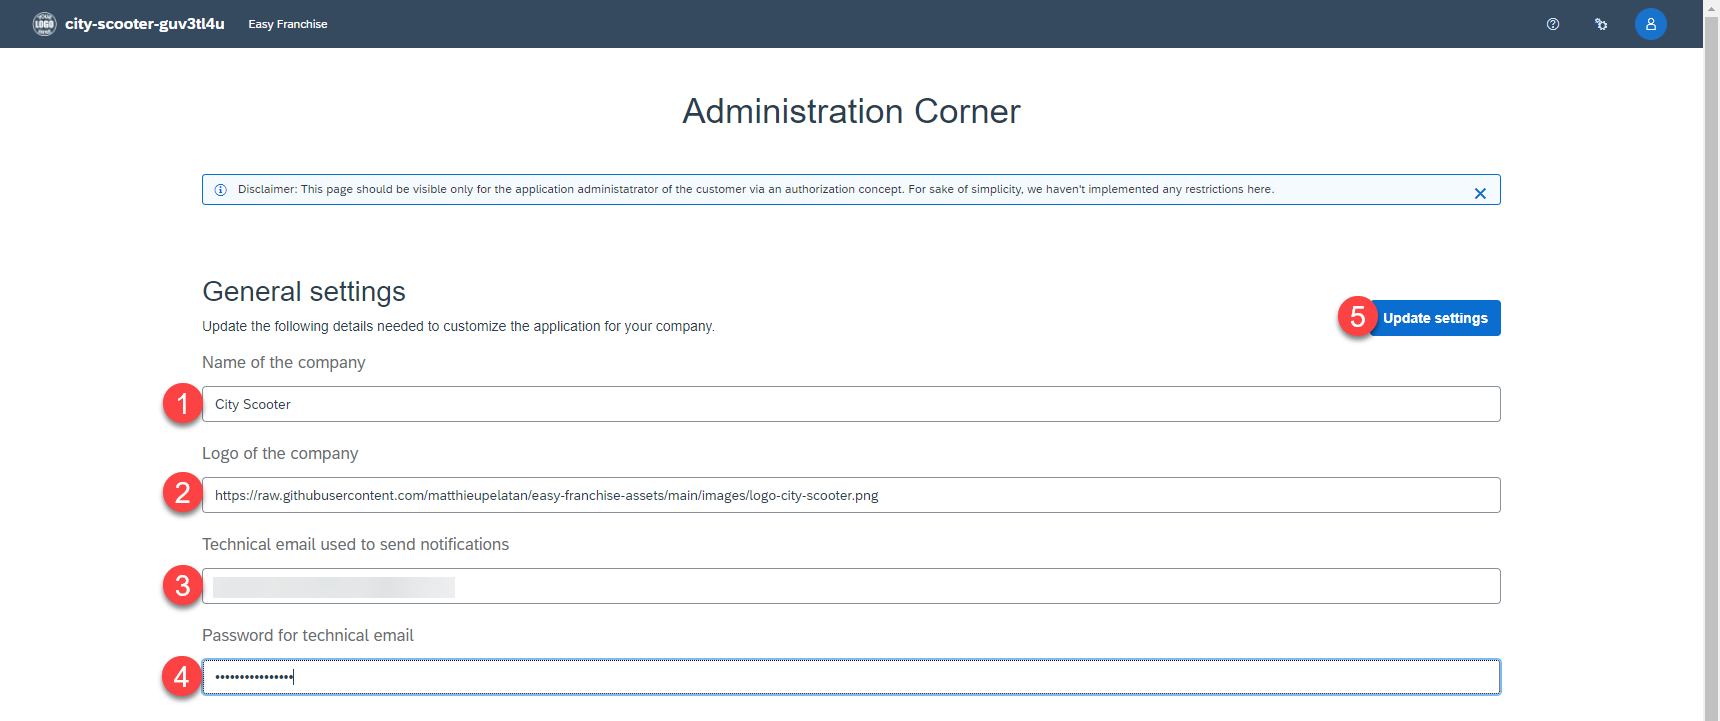 YOUR LOGO
city-scooter-guv3tl4u Easy Franchise
Administration Corner
Disclaimer: This page should be visible only for the application administatrator of the customer via an authorization concept. For sake of simplicity, we haven't implemented any restrictions here.
General settings
5 Update settings
Update the following details needed to customize the application for your company.
Name of the company
1 City Scooter
Logo of the company
2 https://raw.githubusercontent.com/matthieupelatan/easy-franchise-assets/main/images/logo-city-scooter.png
Technical email used to send notifications
3
Password for technical email
4 ••••••••••••••••